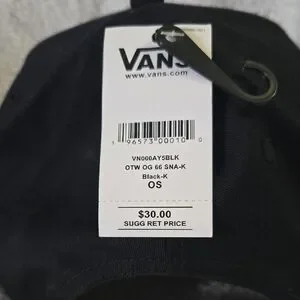 VANS
www.vans.com
1 96573 00010 0
VN000AY5BLK
OTW OG 66 SNA-K
Black-K
OS
$30.00
SUGG RET PRICE